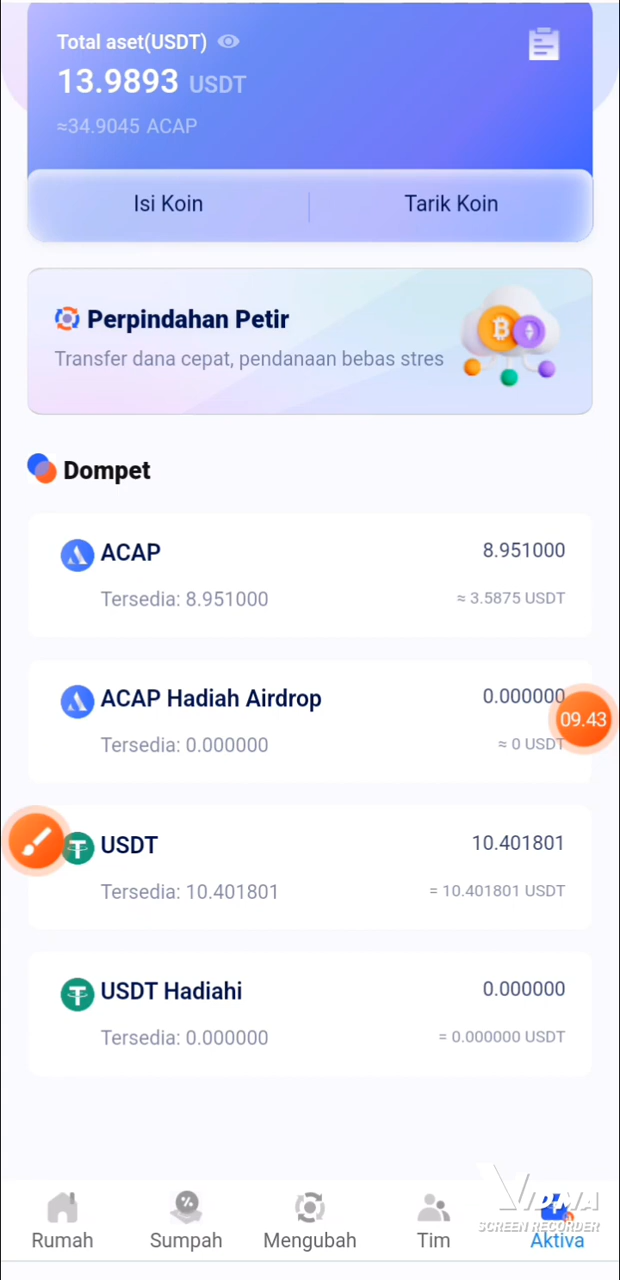 Total aset(USDT)
13.9893 USDT
≈34.9045 ACAP
Isi Koin
Tarik Koin
Perpindahan Petir
Transfer dana cepat, pendanaan bebas stres
Dompet
ACAP
8.951000
Tersedia: 8.951000
≈ 3.5875 USDT
ACAP Hadiah Airdrop
0.000000
09.43
Tersedia: 0.000000
≈ 0 USDT
USDT
10.401801
Tersedia: 10.401801
= 10.401801 USDT
USDT Hadiahi
0.000000
Tersedia: 0.000000
= 0.000000 USDT
VIDMA
SCREEN RECORDER
Rumah
Sumpah
Mengubah
Tim
Aktiva